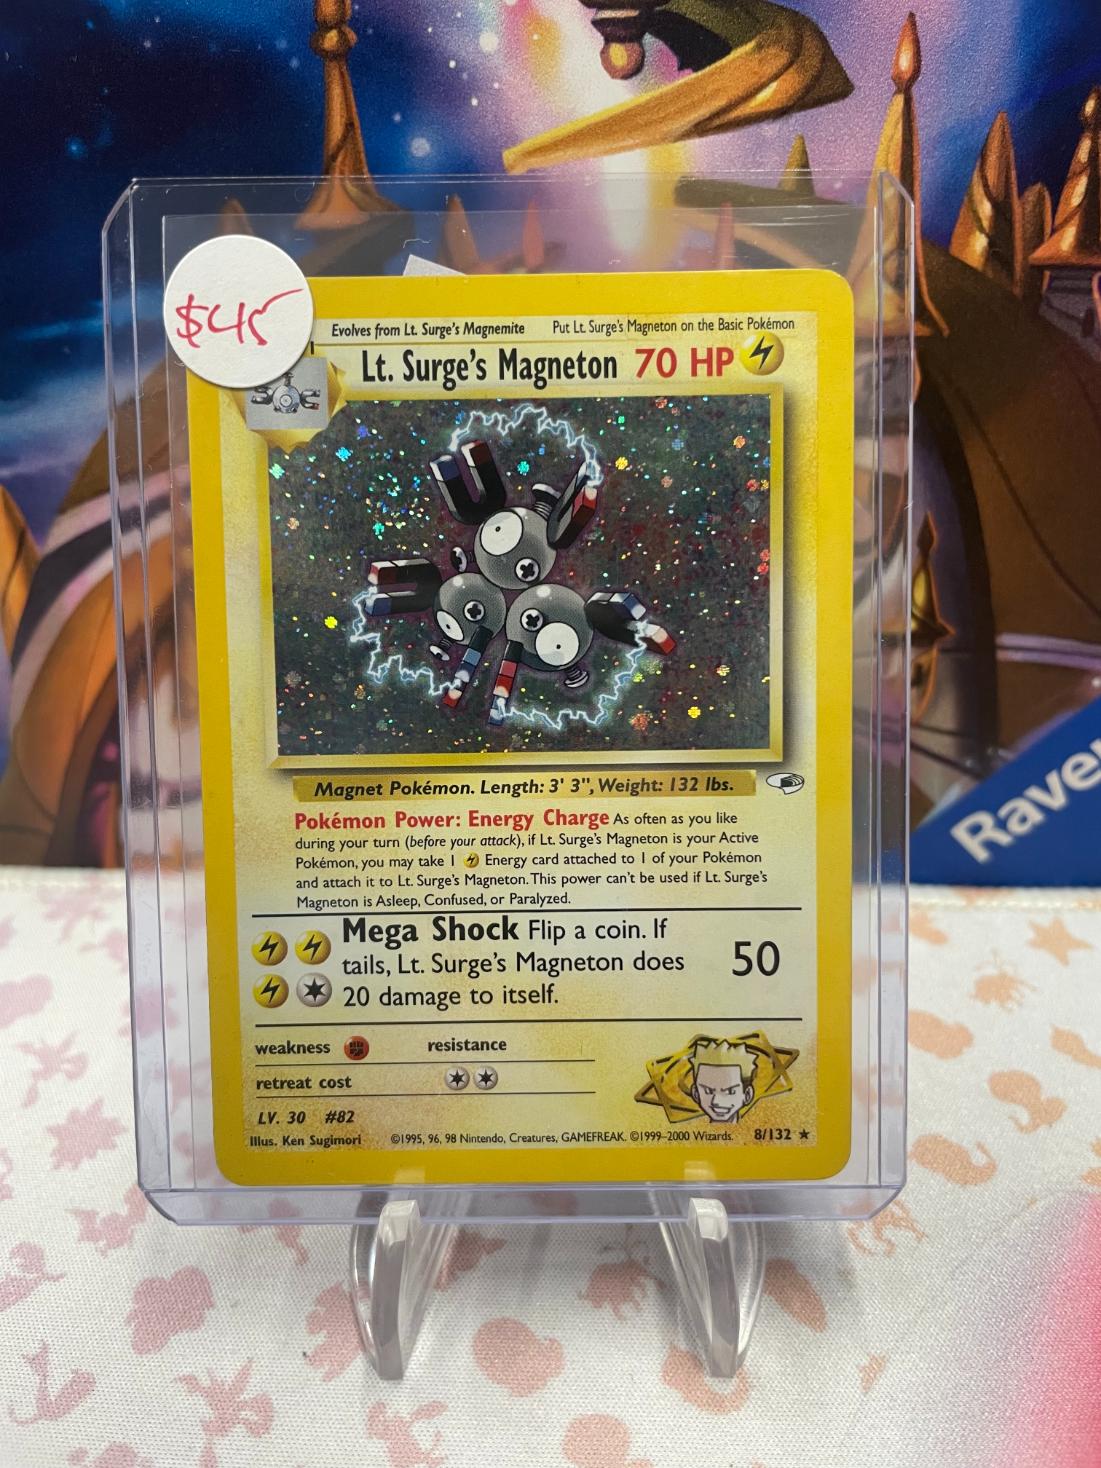 $45
Evolves from Lt. Surge's Magnemite Put Lt. Surge's Magneton on the Basic Pokémon
Lt. Surge's Magneton 70 HP
Magnet Pokémon. Length: 3' 3", Weight: 132 lbs.
Pokémon Power: Energy Charge As often as you like
during your turn (before your attack), if Lt. Surge's Magneton is your Active
Pokémon, you may take 1 Energy card attached to 1 of your Pokémon
and attach it to Lt. Surge's Magneton. This power can't be used if Lt. Surge's
Magneton is Asleep, Confused, or Paralyzed.
Mega Shock Flip a coin. If
tails, Lt. Surge's Magneton does
20 damage to itself.
50
weakness resistance
retreat cost
LV. 30 #82
Illus. Ken Sugimori ©1995, 96, 98 Nintendo, Creatures, GAMEFREAK. ©1999–2000 Wizards. 8/132 ★
Raven